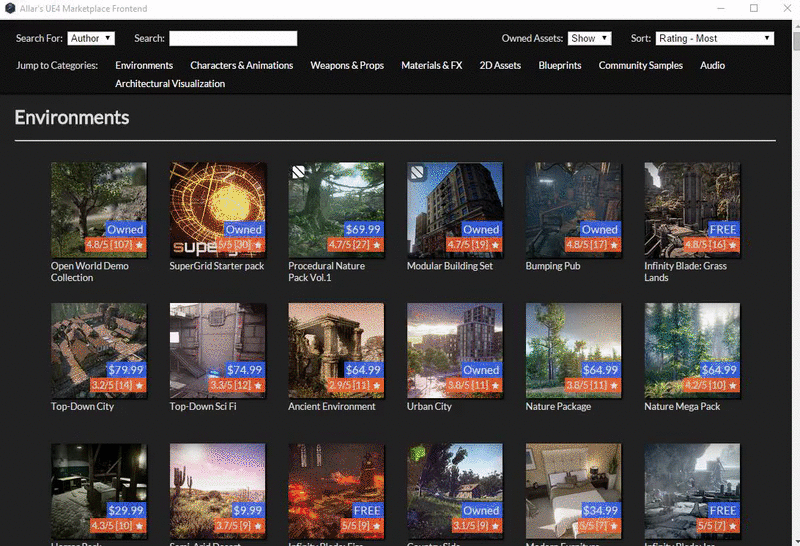 Allar's UE4 Marketplace Frontend
Search For: Author Search: Owned Assets: Show Sort: Rating - Most
Jump to Categories: Environments Characters & Animations Weapons & Props Materials & FX 2D Assets Blueprints Community Samples Audio
Architectural Visualization
Environments
Owned Owned $69.99 Owned Owned FREE
4.8/5 [107] ★ 5/5 [30] ★ 4.7/5 [27] ★ 4.7/5 [19] ★ 4.8/5 [17] ★ 4.8/5 [16] ★
Open World Demo SuperGrid Starter pack Procedural Nature Modular Building Set Bumping Pub Infinity Blade: Grass
Collection Pack Vol.1 Lands
$79.99 $74.99 $64.99 Owned $64.99 $64.99
3.2/5 [14] ★ 3.3/5 [12] ★ 2.9/5 [11] ★ 3.8/5 [11] ★ 3.8/5 [11] ★ 4.2/5 [10] ★
Top-Down City Top-Down Sci Fi Ancient Environment Urban City Nature Package Nature Mega Pack
$29.99 $9.99 FREE Owned $34.99 FREE
4.3/5 [10] ★ 3.7/5 [9] ★ 5/5 [9] ★ 3.1/5 [9] ★ 5/5 [7] ★ 5/5 [7] ★